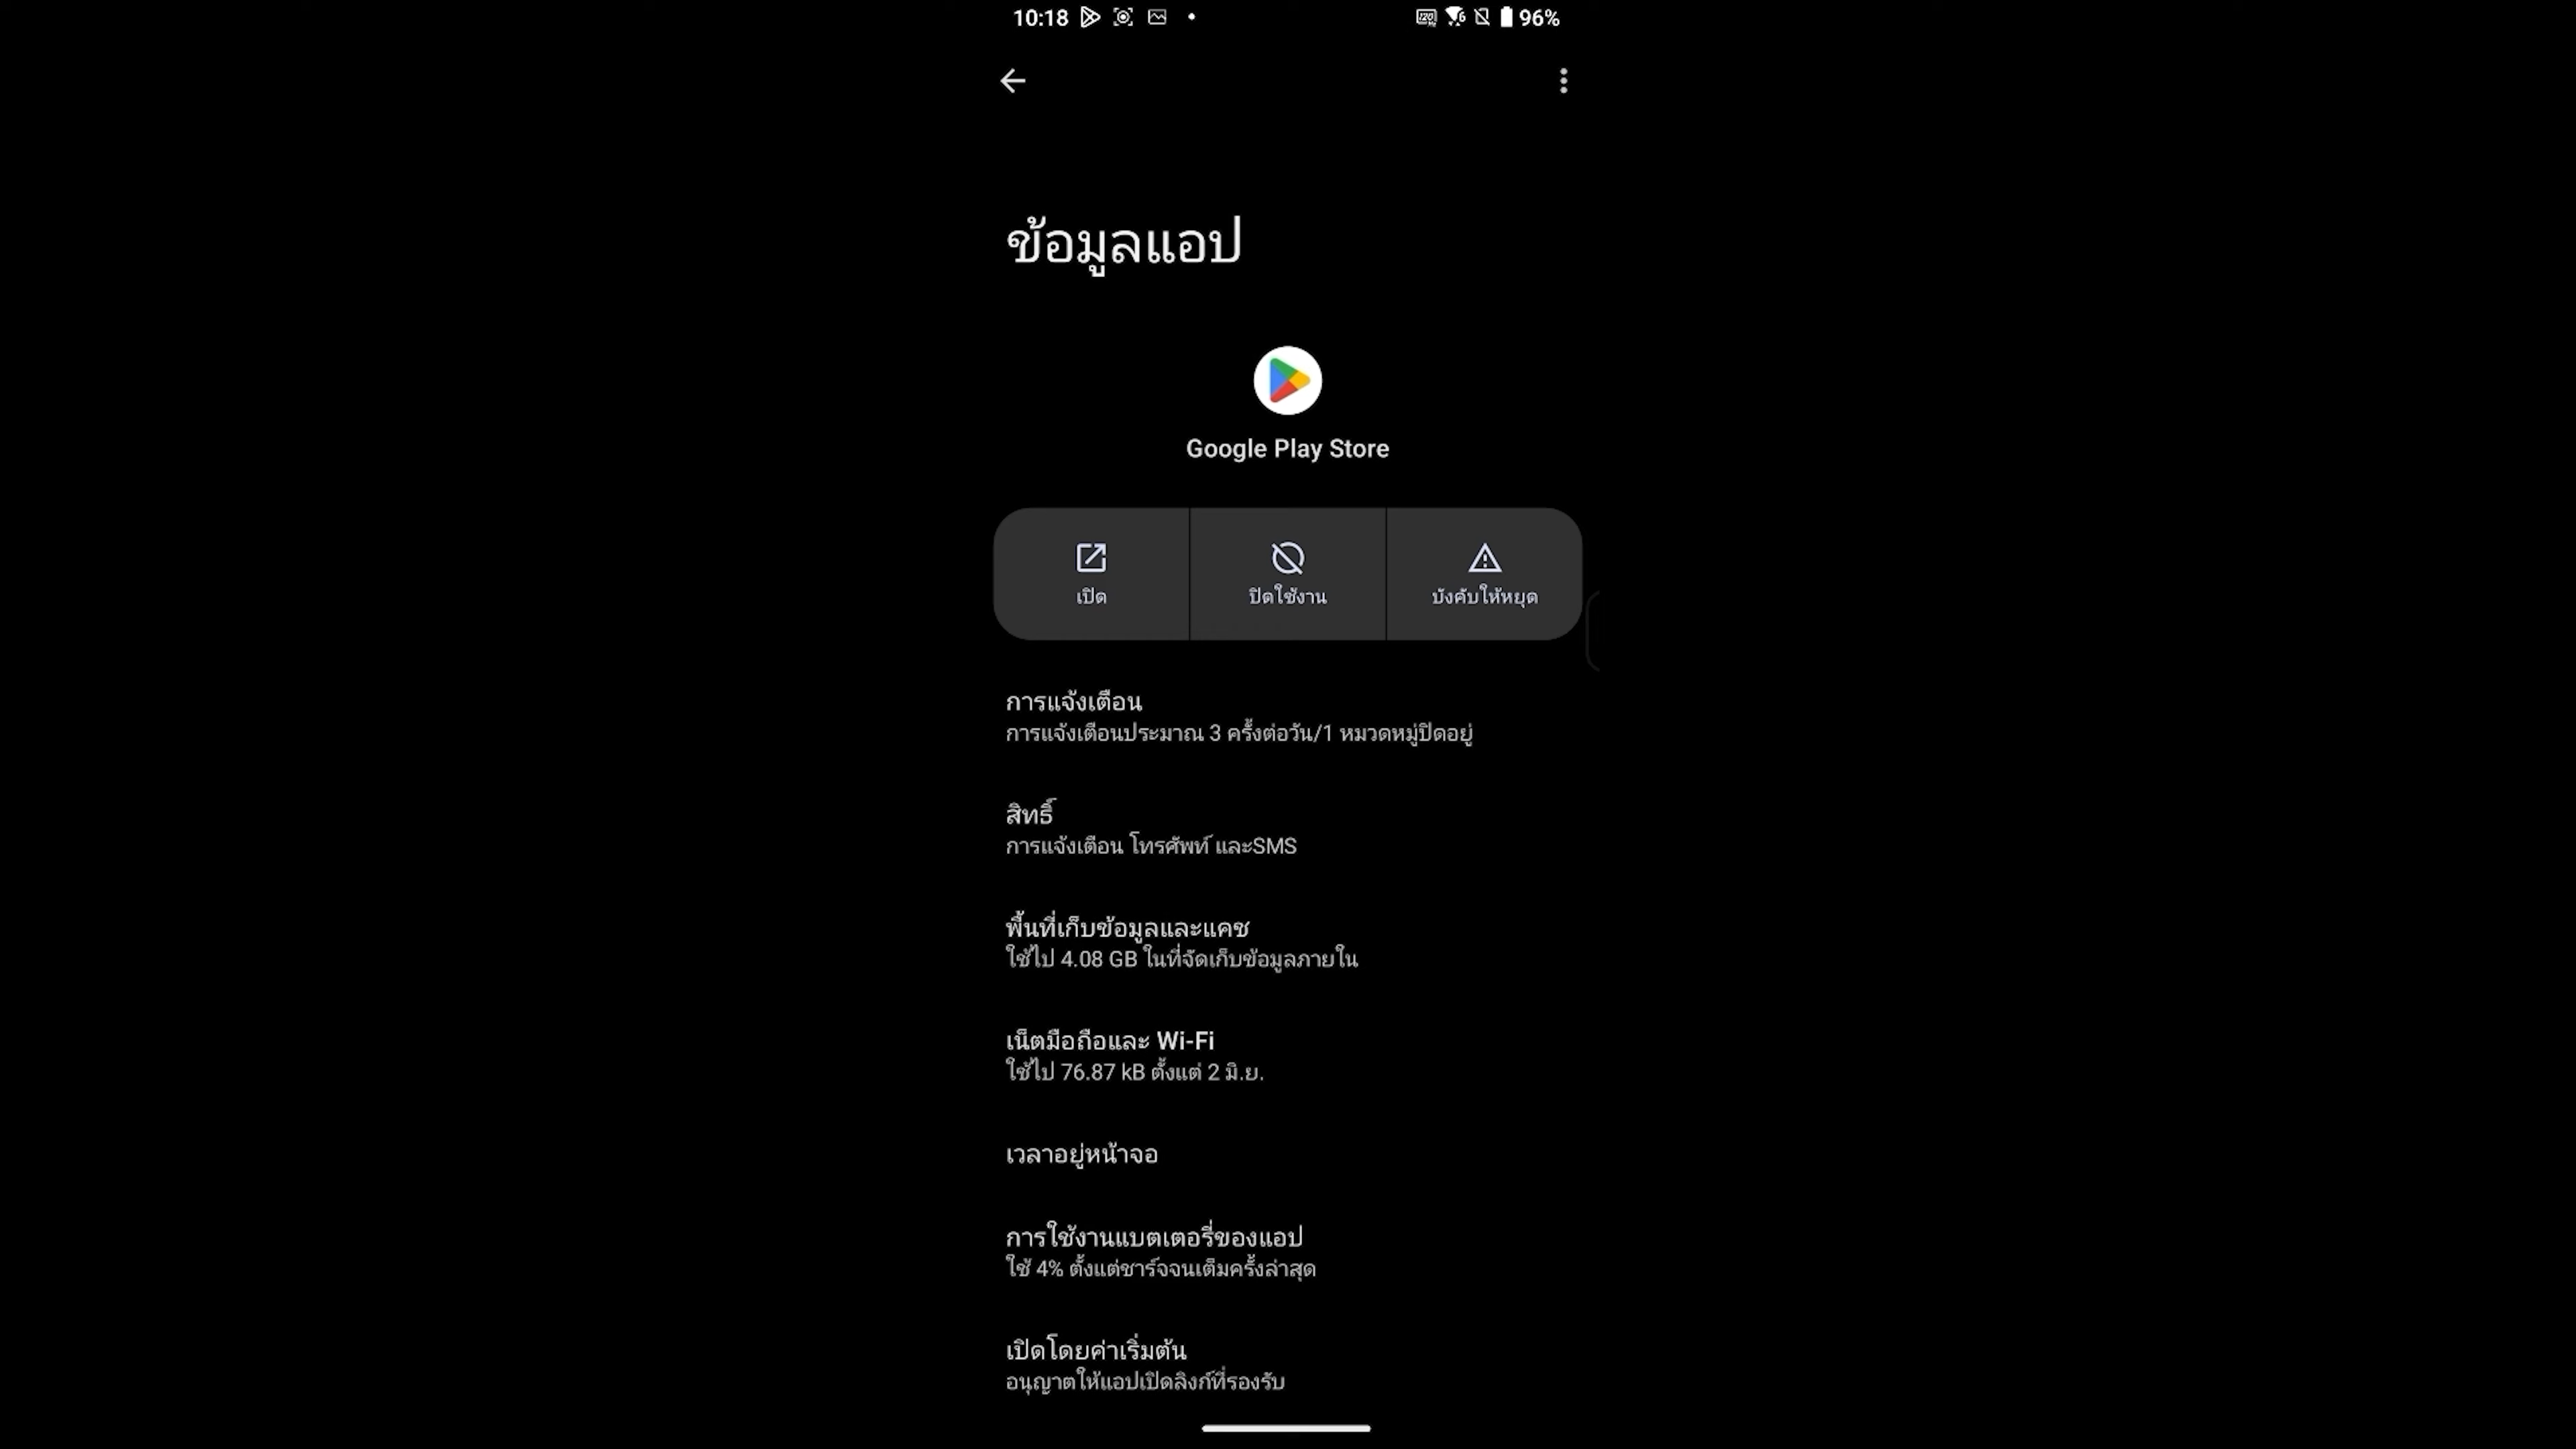 10:18 96%
ข้อมูลแอป
Google Play Store
เปิด
ปิดใช้งาน
บังคับให้หยุด
การแจ้งเตือน
การแจ้งเตือนประมาณ 3 ครั้งต่อวัน/1 หมวดหมู่ปิดอยู่
สิทธิ์
การแจ้งเตือน โทรศัพท์ และSMS
พื้นที่เก็บข้อมูลและแคช
ใช้ไป 4.08 GB ในที่จัดเก็บข้อมูลภายใน
เน็ตมือถือและ Wi-Fi
ใช้ไป 76.87 kB ตั้งแต่ 2 มิ.ย.
เวลาอยู่หน้าจอ
การใช้งานแบตเตอรี่ของแอป
ใช้ 4% ตั้งแต่ชาร์จจนเต็มครั้งล่าสุด
เปิดโดยค่าเริ่มต้น
อนุญาตให้แอปเปิดลิงก์ที่รองรับ